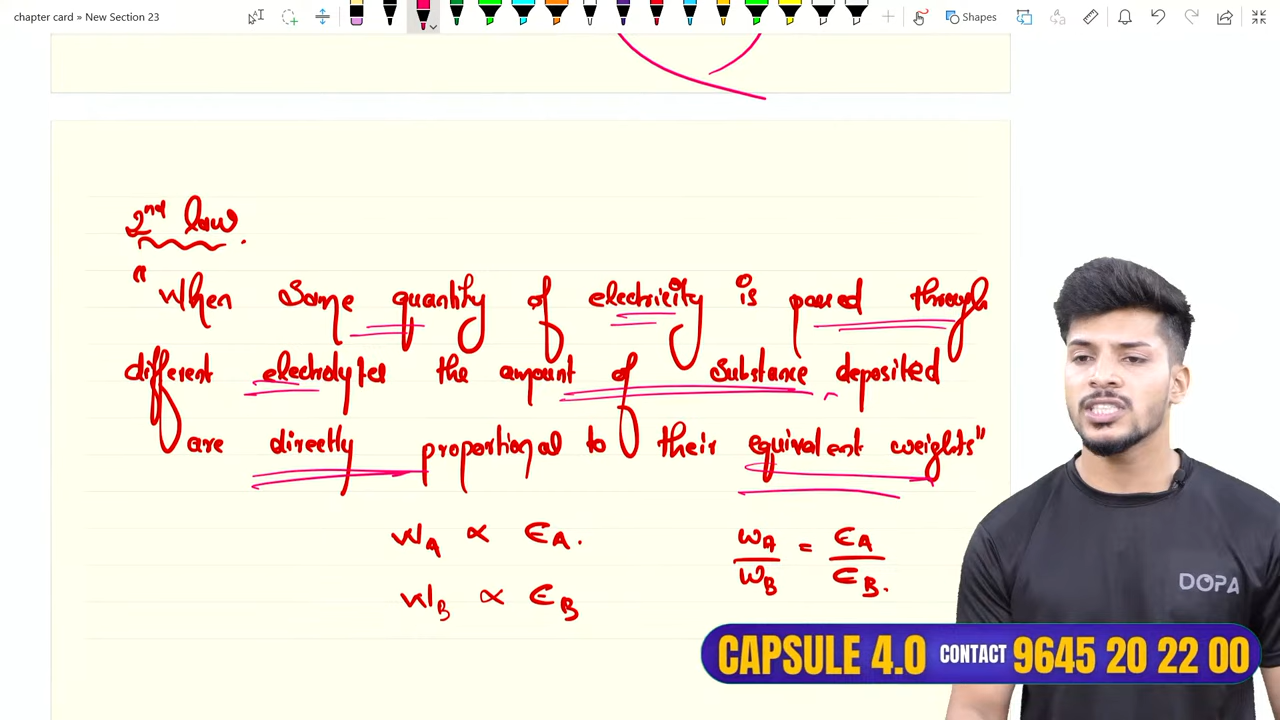 chapter card » New Section 23
Shapes
2nd law.
"When Same quantity of electricity is passed through
different electrolytes the amount of Substance deposited
are directly proportional to their equivalent weights"
WA ∝ EA.
WB ∝ EB
WA/WB = EA/EB.
DOPA
CAPSULE 4.0 CONTACT 9645 20 22 00